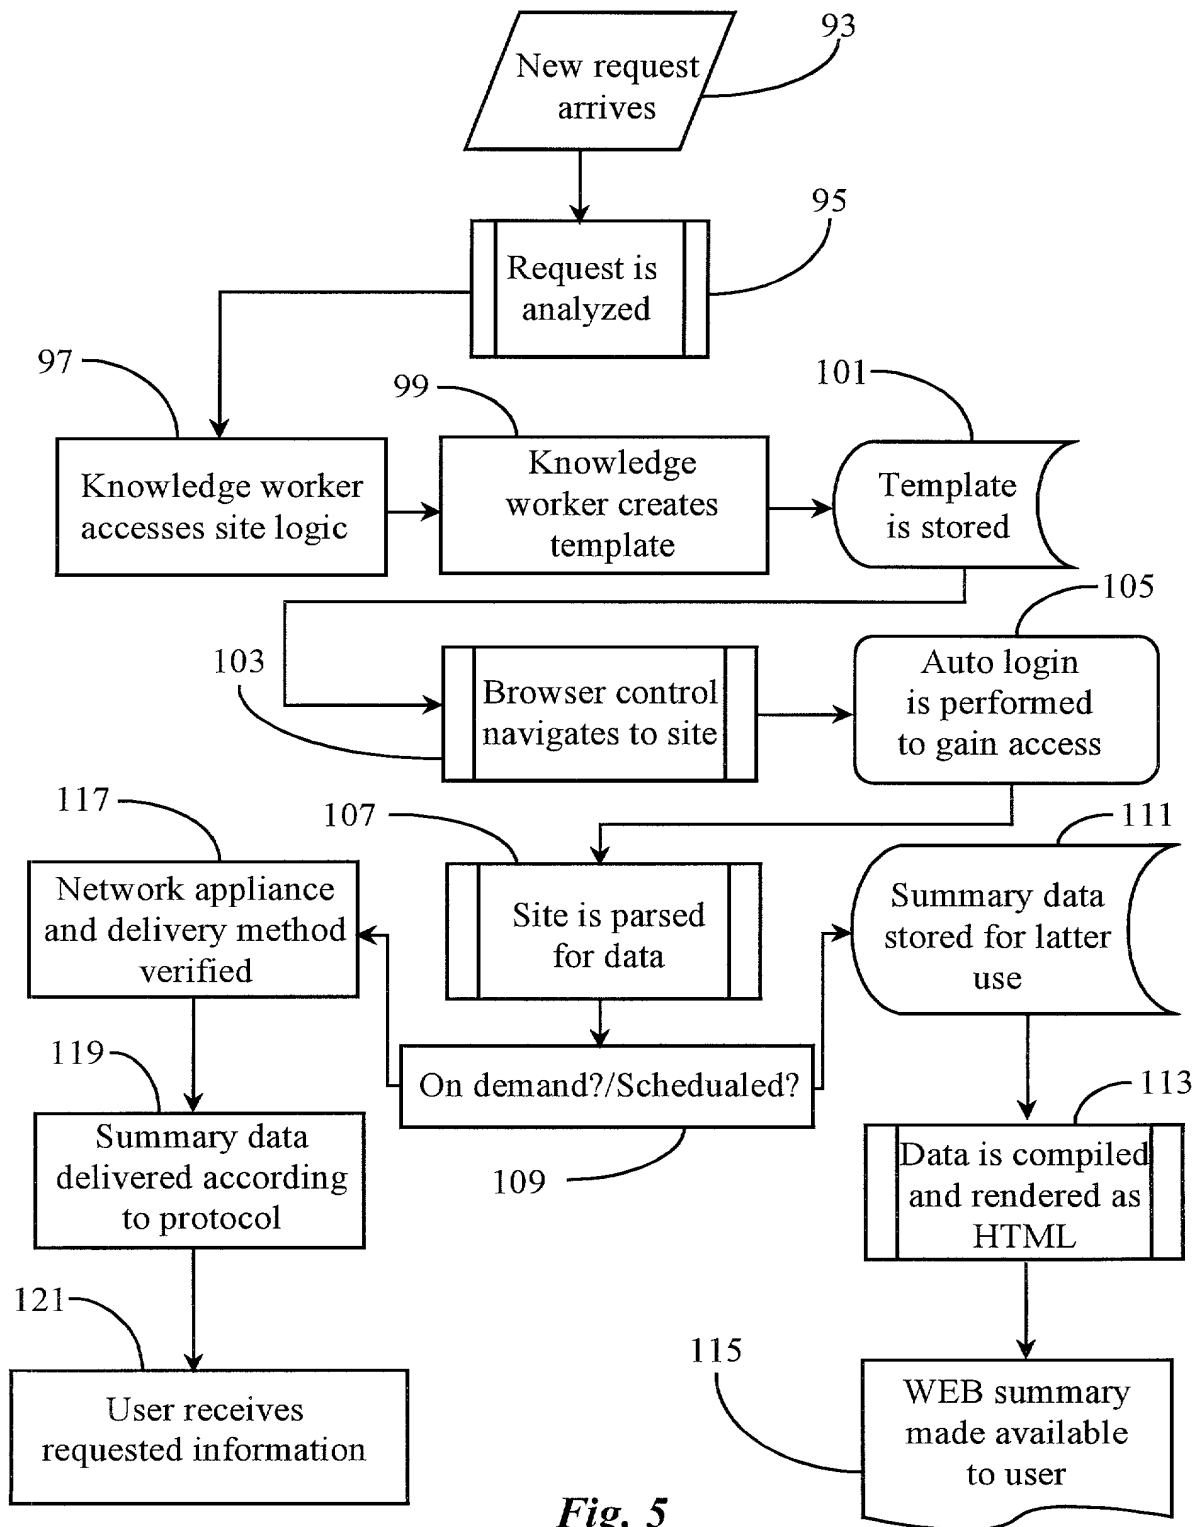 93
New request
arrives
95
Request is
analyzed
97
Knowledge worker
accesses site logic
99
Knowledge
worker creates
template
101
Template
is stored
103
Browser control
navigates to site
105
Auto login
is performed
to gain access
107
Site is parsed
for data
109
On demand?/Schedualed?
111
Summary data
stored for latter
use
113
Data is compiled
and rendered as
HTML
115
WEB summary
made available
to user
117
Network appliance
and delivery method
verified
119
Summary data
delivered according
to protocol
121
User receives
requested information
Fig. 5